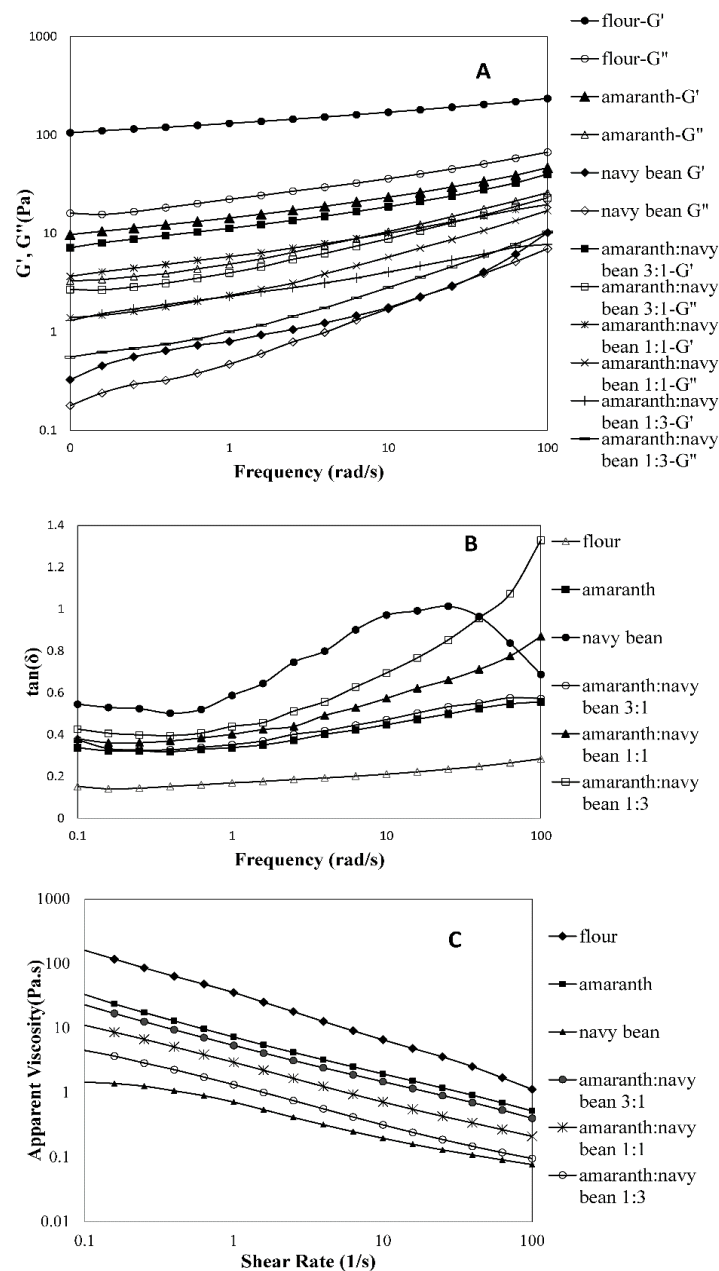 1000
100
10
1
0.1
G', G"(Pa)
A
0
1
10
100
Frequency (rad/s)
flour-G'
flour-G"
amaranth-G'
amaranth-G"
navy bean G'
navy bean G"
amaranth:navy
bean 3:1-G'
amaranth:navy
bean 3:1-G"
amaranth:navy
bean 1:1-G'
amaranth:navy
bean 1:1-G"
amaranth:navy
bean 1:3-G'
amaranth:navy
bean 1:3-G"
1.4
1.2
1
0.8
0.6
0.4
0.2
0
tan(δ)
B
0.1
1
10
100
Frequency (rad/s)
flour
amaranth
navy bean
amaranth:navy
bean 3:1
amaranth:navy
bean 1:1
amaranth:navy
bean 1:3
1000
100
10
1
0.1
0.01
Apparent Viscosity(Pa.s)
C
0.1
1
10
100
Shear Rate (1/s)
flour
amaranth
navy bean
amaranth:navy
bean 3:1
amaranth:navy
bean 1:1
amaranth:navy
bean 1:3